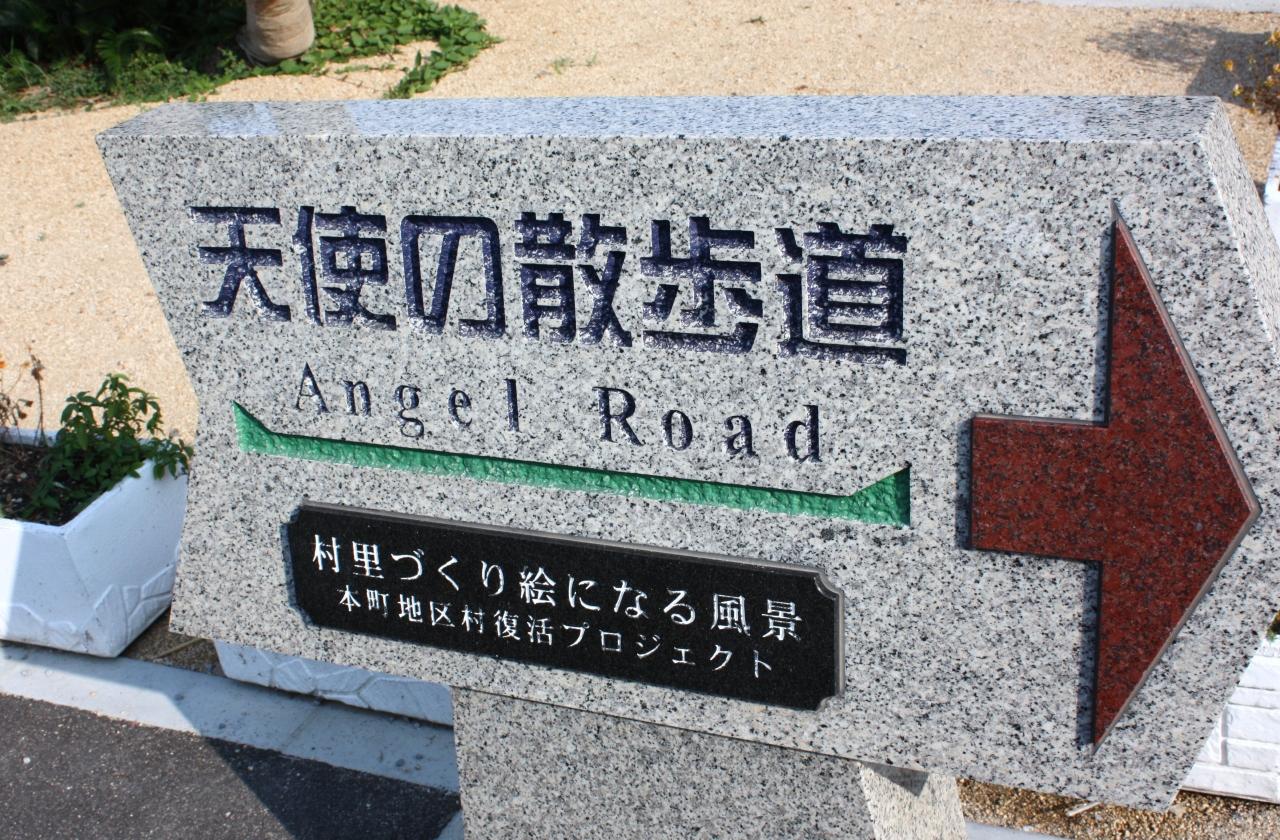 天使の散歩道
Angel Road
村里づくり絵になる風景
本町地区村復活プロジェクト